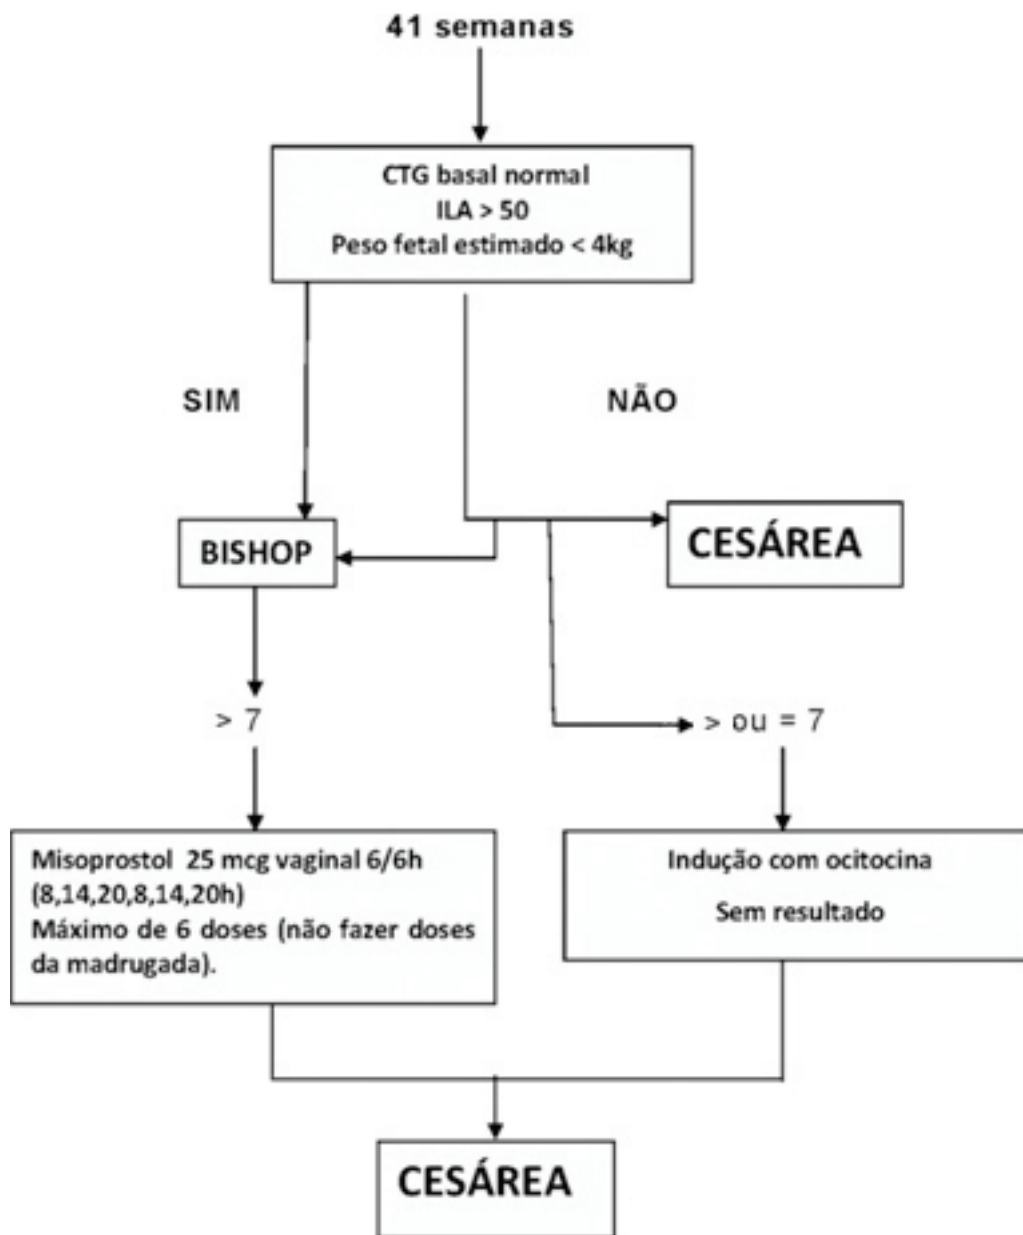 41 semanas
CTG basal normal
ILA > 50
Peso fetal estimado < 4kg
SIM
NÃO
BISHOP
CESÁREA
> 7
> ou = 7
Misoprostol 25 mcg vaginal 6/6h
(8,14,20,8,14,20h)
Máximo de 6 doses (não fazer doses
da madrugada).
Indução com ocitocina
Sem resultado
CESÁREA